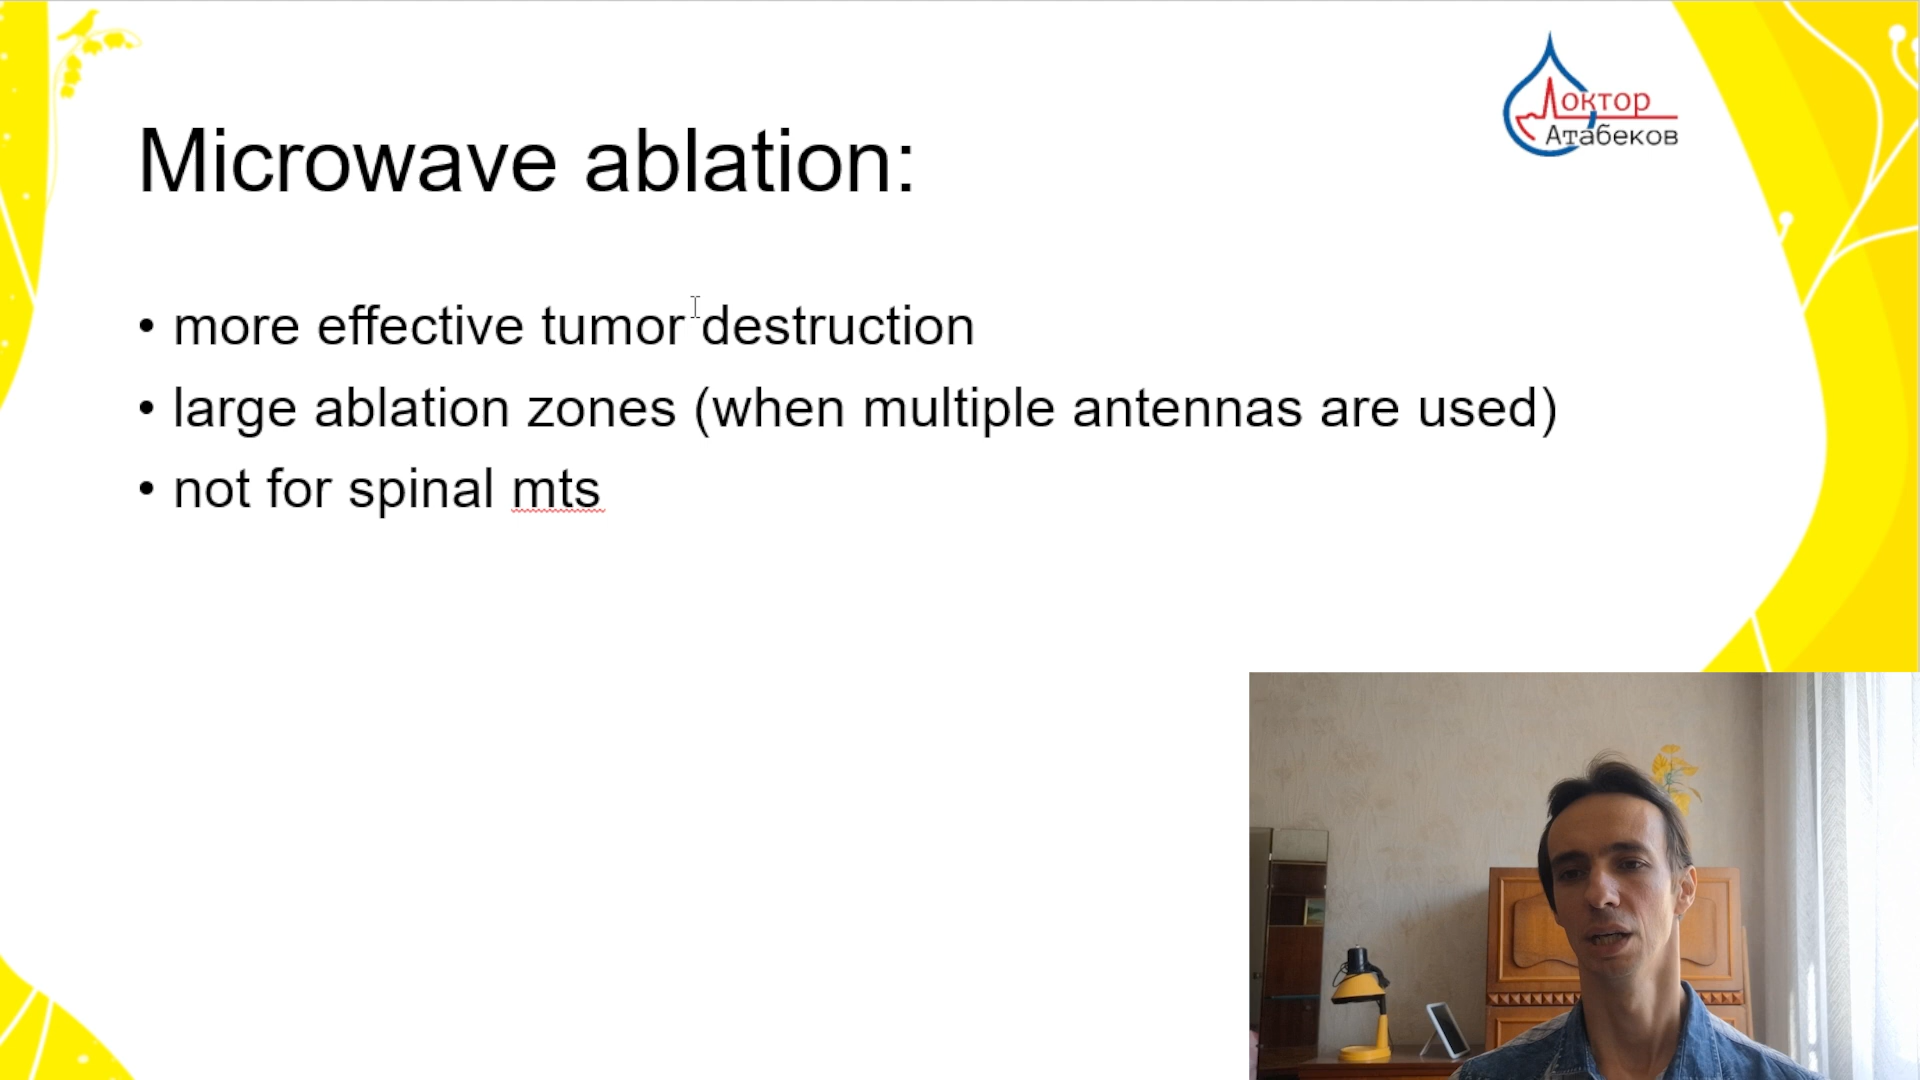 Доктор
Атабеков
Microwave ablation:
• more effective tumor destruction
• large ablation zones (when multiple antennas are used)
• not for spinal mts